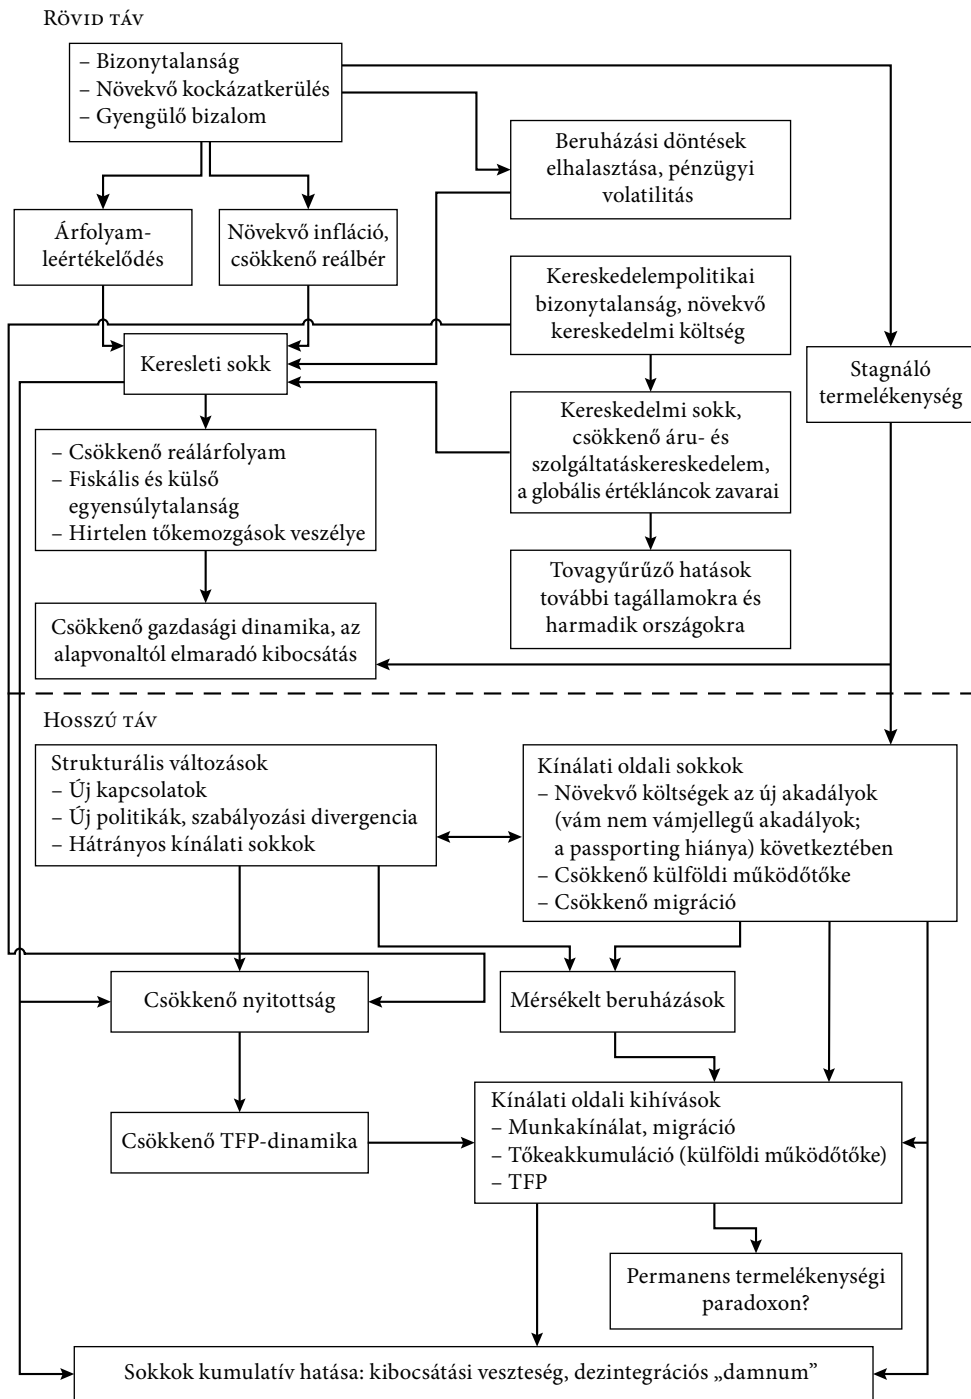 RÖVID TÁV
– Bizonytalanság
– Növekvő kockázatkerülés
– Gyengülő bizalom
Beruházási döntések
elhalasztása, pénzügyi
volatilitás
Árfolyam-
leértékelődés
Növekvő infláció,
csökkenő reálbér
Kereskedelempolitikai
bizonytalanság, növekvő
kereskedelmi költség
Keresleti sokk
Stagnáló
termelékenység
Kereskedelmi sokk,
csökkenő áru- és
szolgáltatáskereskedelem,
a globális értékláncok zavarai
– Csökkenő reálárfolyam
– Fiskális és külső
egyensúlytalanság
– Hirtelen tőkemozgások veszélye
Tovagyűrűző hatások
további tagállamokra és
harmadik országokra
Csökkenő gazdasági dinamika, az
alapvonaltól elmaradó kibocsátás
HOSSZÚ TÁV
Strukturális változások
– Új kapcsolatok
– Új politikák, szabályozási divergencia
– Hátrányos kínálati sokkok
Kínálati oldali sokkok
– Növekvő költségek az új akadályok
(vám nem vámjellegű akadályok;
a passporting hiánya) következtében
– Csökkenő külföldi működőtőke
– Csökkenő migráció
Csökkenő nyitottság
Mérsékelt beruházások
Csökkenő TFP-dinamika
Kínálati oldali kihívások
– Munkakínálat, migráció
– Tőkeakkumuláció (külföldi működőtőke)
– TFP
Permanens termelékenységi
paradoxon?
Sokkok kumulatív hatása: kibocsátási veszteség, dezintegrációs „damnum”